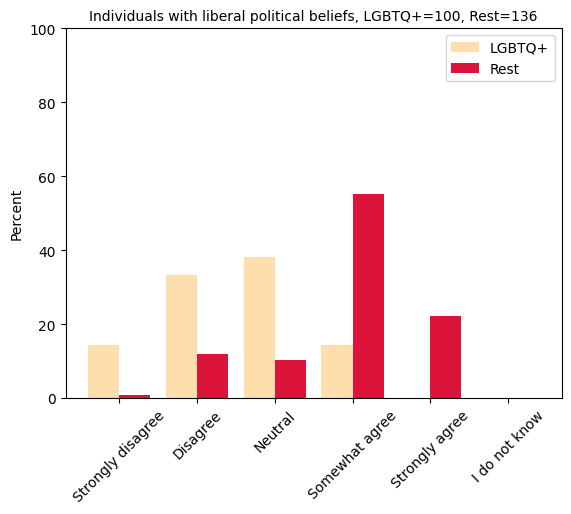 Individuals with liberal political beliefs, LGBTQ+=100, Rest=136
100
80
60
40
20
0
Percent
LGBTQ+
Rest
Strongly disagree
Disagree
Neutral
Somewhat agree
Strongly agree
I do not know